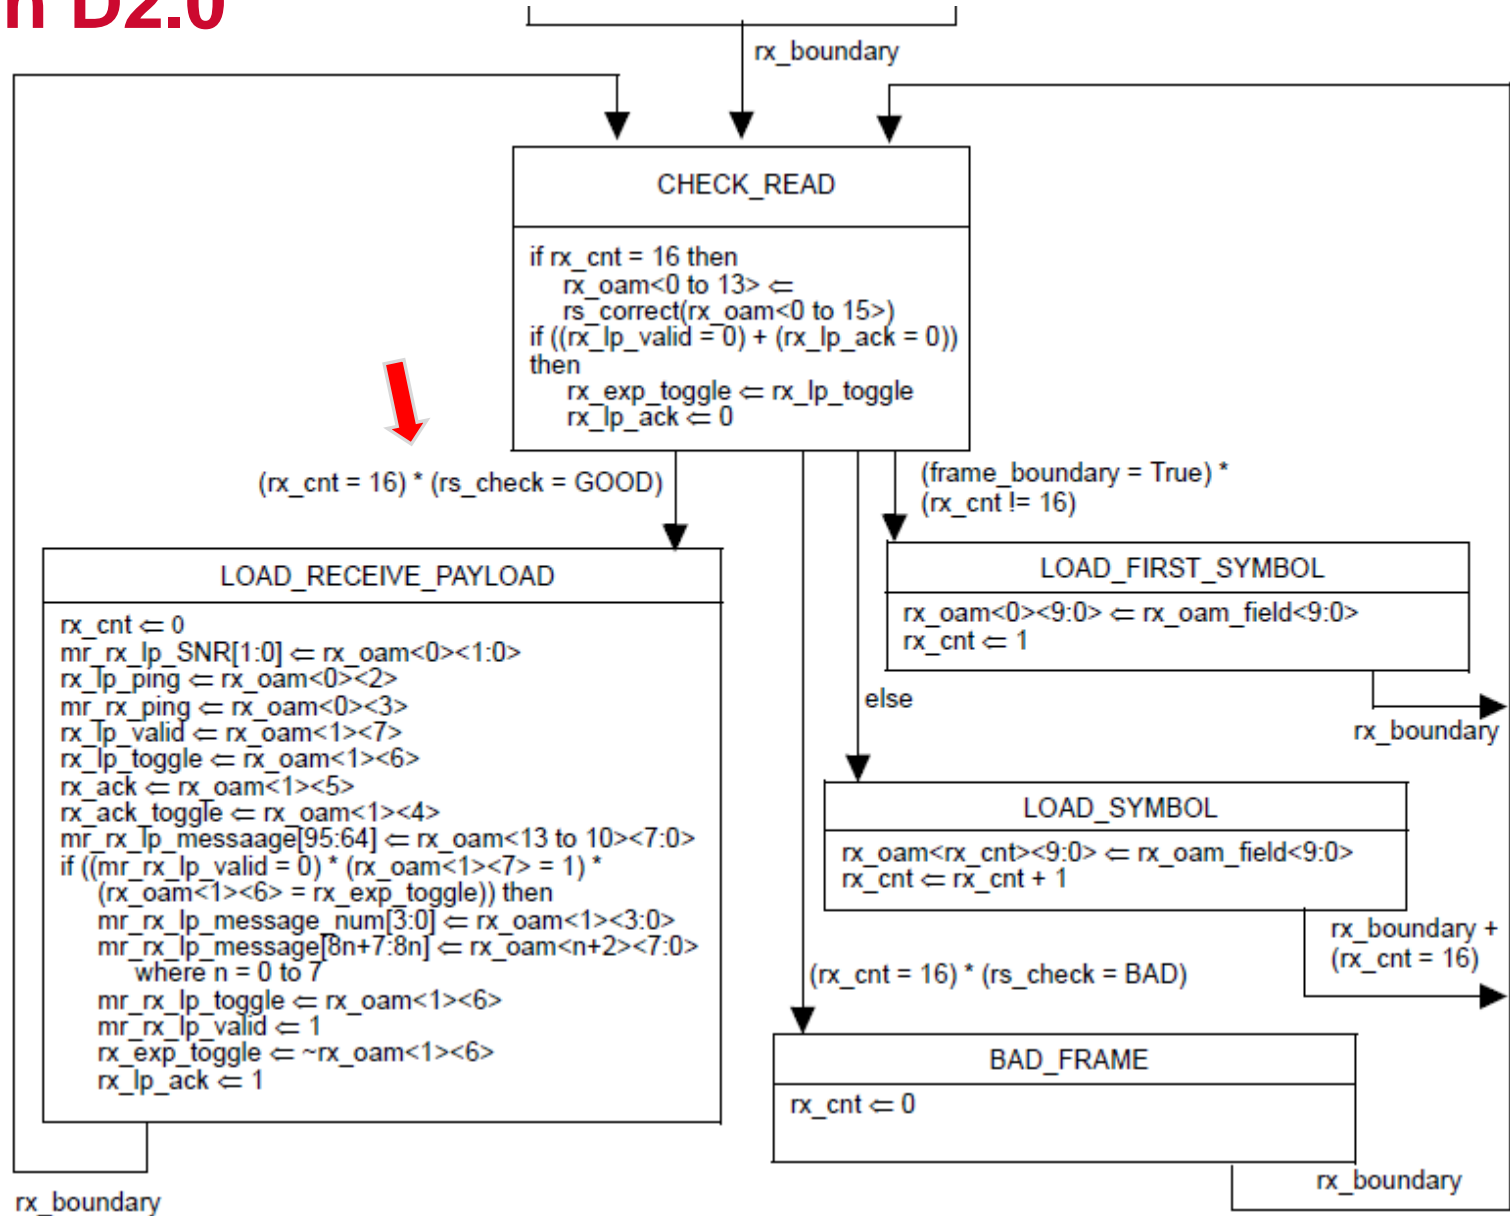 n D2.0
rx_boundary
CHECK_READ
if rx_cnt = 16 then
rx_oam<0 to 13> ⇐
rs_correct(rx_oam<0 to 15>)
if ((rx_lp_valid = 0) + (rx_lp_ack = 0))
then
rx_exp_toggle ⇐ rx_lp_toggle
rx_lp_ack ⇐ 0
(rx_cnt = 16) * (rs_check = GOOD)
(frame_boundary = True) *
(rx_cnt != 16)
LOAD_RECEIVE_PAYLOAD
rx_cnt ⇐ 0
mr_rx_lp_SNR[1:0] ⇐ rx_oam<0><1:0>
rx_lp_ping ⇐ rx_oam<0><2>
mr_rx_ping ⇐ rx_oam<0><3>
rx_lp_valid ⇐ rx_oam<1><7>
rx_lp_toggle ⇐ rx_oam<1><6>
rx_ack ⇐ rx_oam<1><5>
rx_ack_toggle ⇐ rx_oam<1><4>
mr_rx_lp_messaage[95:64] ⇐ rx_oam<13 to 10><7:0>
if ((mr_rx_lp_valid = 0) * (rx_oam<1><7> = 1) *
(rx_oam<1><6> = rx_exp_toggle)) then
mr_rx_lp_message_num[3:0] ⇐ rx_oam<1><3:0>
mr_rx_lp_message[8n+7:8n] ⇐ rx_oam<n+2><7:0>
where n = 0 to 7
mr_rx_lp_toggle ⇐ rx_oam<1><6>
mr_rx_lp_valid ⇐ 1
rx_exp_toggle ⇐ ~rx_oam<1><6>
rx_lp_ack ⇐ 1
rx_boundary
LOAD_FIRST_SYMBOL
rx_oam<0><9:0> ⇐ rx_oam_field<9:0>
rx_cnt ⇐ 1
rx_boundary
else
LOAD_SYMBOL
rx_oam<rx_cnt><9:0> ⇐ rx_oam_field<9:0>
rx_cnt ⇐ rx_cnt + 1
rx_boundary +
(rx_cnt = 16)
(rx_cnt = 16) * (rs_check = BAD)
BAD_FRAME
rx_cnt ⇐ 0
rx_boundary